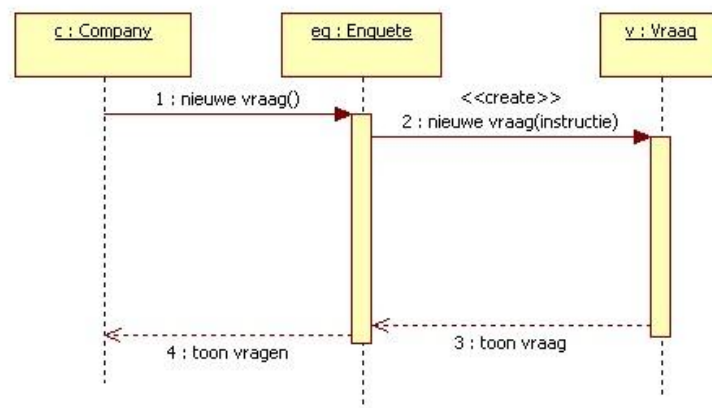 c : Company
eq : Enquete
v : Vraag
1 : nieuwe vraag()
<<create>>
2 : nieuwe vraag(instructie)
3 : toon vraag
4 : toon vragen